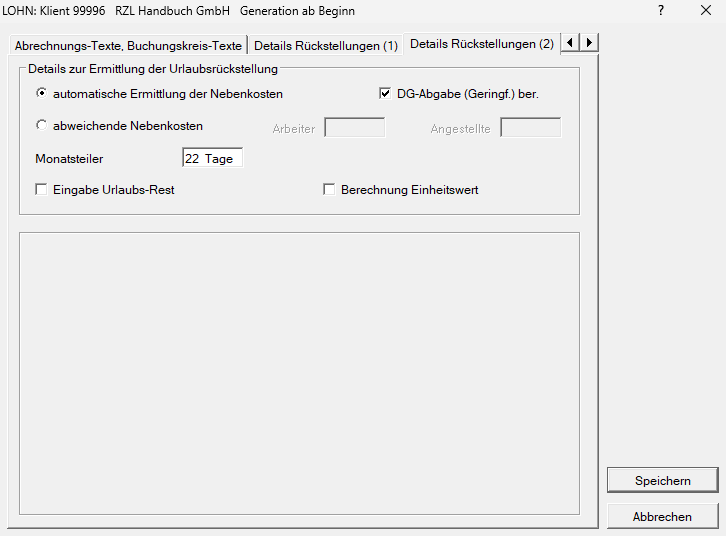 LOHN: Klient 99996 RZL Handbuch GmbH Generation ab Beginn
Abrechnungs-Texte, Buchungskreis-Texte Details Rückstellungen (1) Details Rückstellungen (2)
Details zur Ermittlung der Urlaubsrückstellung
automatische Ermittlung der Nebenkosten DG-Abgabe (Geringf.) ber.
abweichende Nebenkosten Arbeiter Angestellte
Monatsteiler 22 Tage
Eingabe Urlaubs-Rest Berechnung Einheitswert
Speichern
Abbrechen